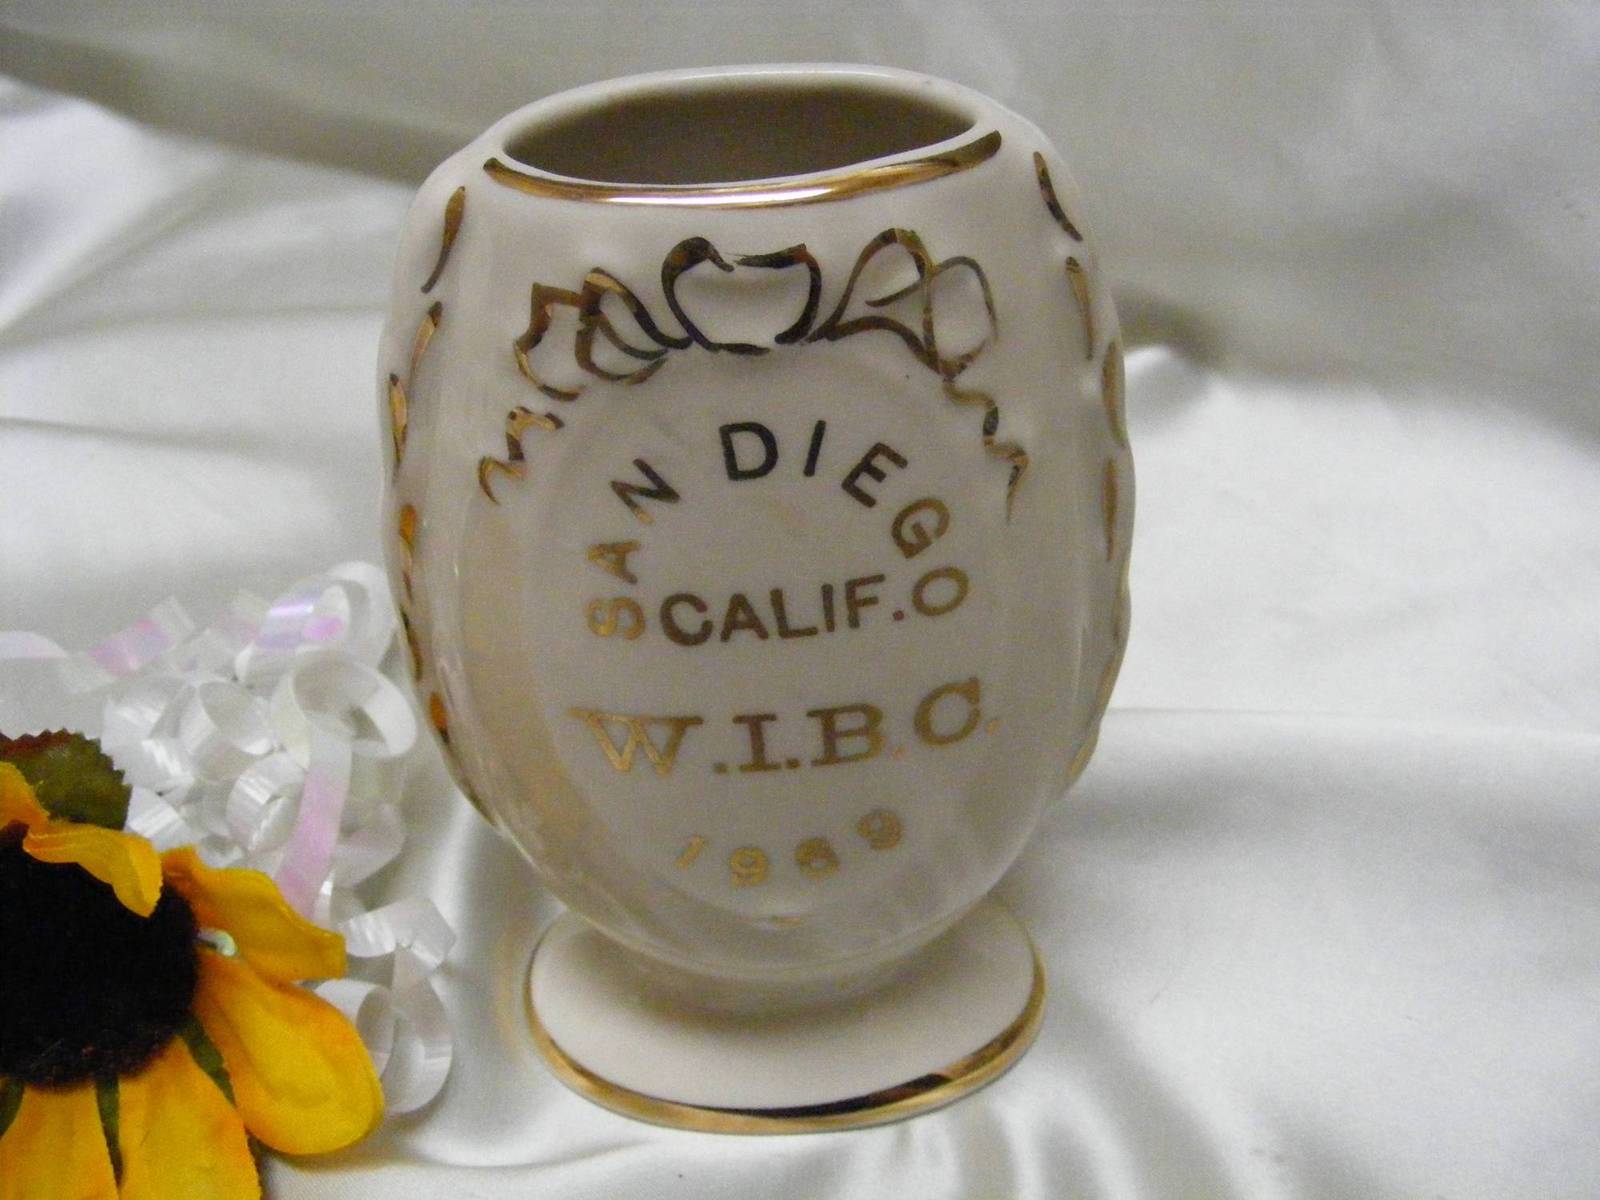 SAN DIEGO
CALIF.
W.I.B.C.
1969